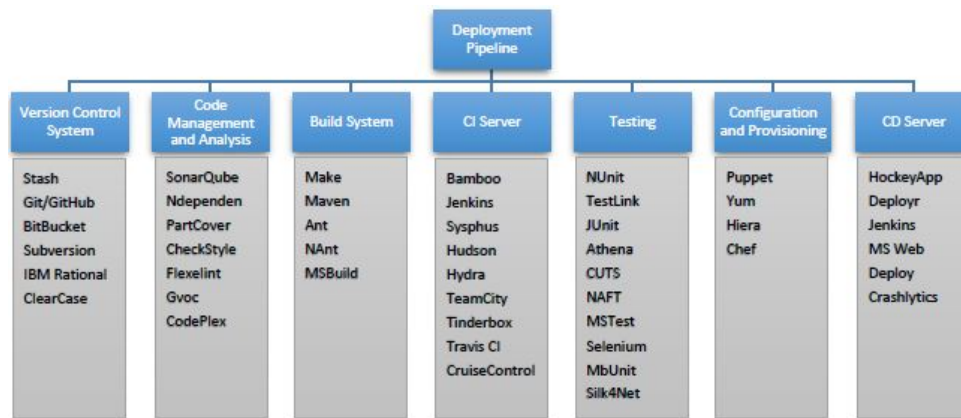 Deployment
Pipeline
Version Control
System
Stash
Git/GitHub
BitBucket
Subversion
IBM Rational
ClearCase
Code
Management
and Analysis
SonarQube
Ndependen
PartCover
CheckStyle
Flexelint
Gvoc
CodePlex
Build System
Make
Maven
Ant
NAnt
MSBuild
CI Server
Bamboo
Jenkins
Sysphus
Hudson
Hydra
TeamCity
Tinderbox
Travis CI
CruiseControl
Testing
NUnit
TestLink
JUnit
Athena
CUTS
NAFT
MSTest
Selenium
MbUnit
Silk4Net
Configuration
and Provisioning
Puppet
Yum
Hiera
Chef
CD Server
HockeyApp
Deployr
Jenkins
MS Web
Deploy
Crashlytics